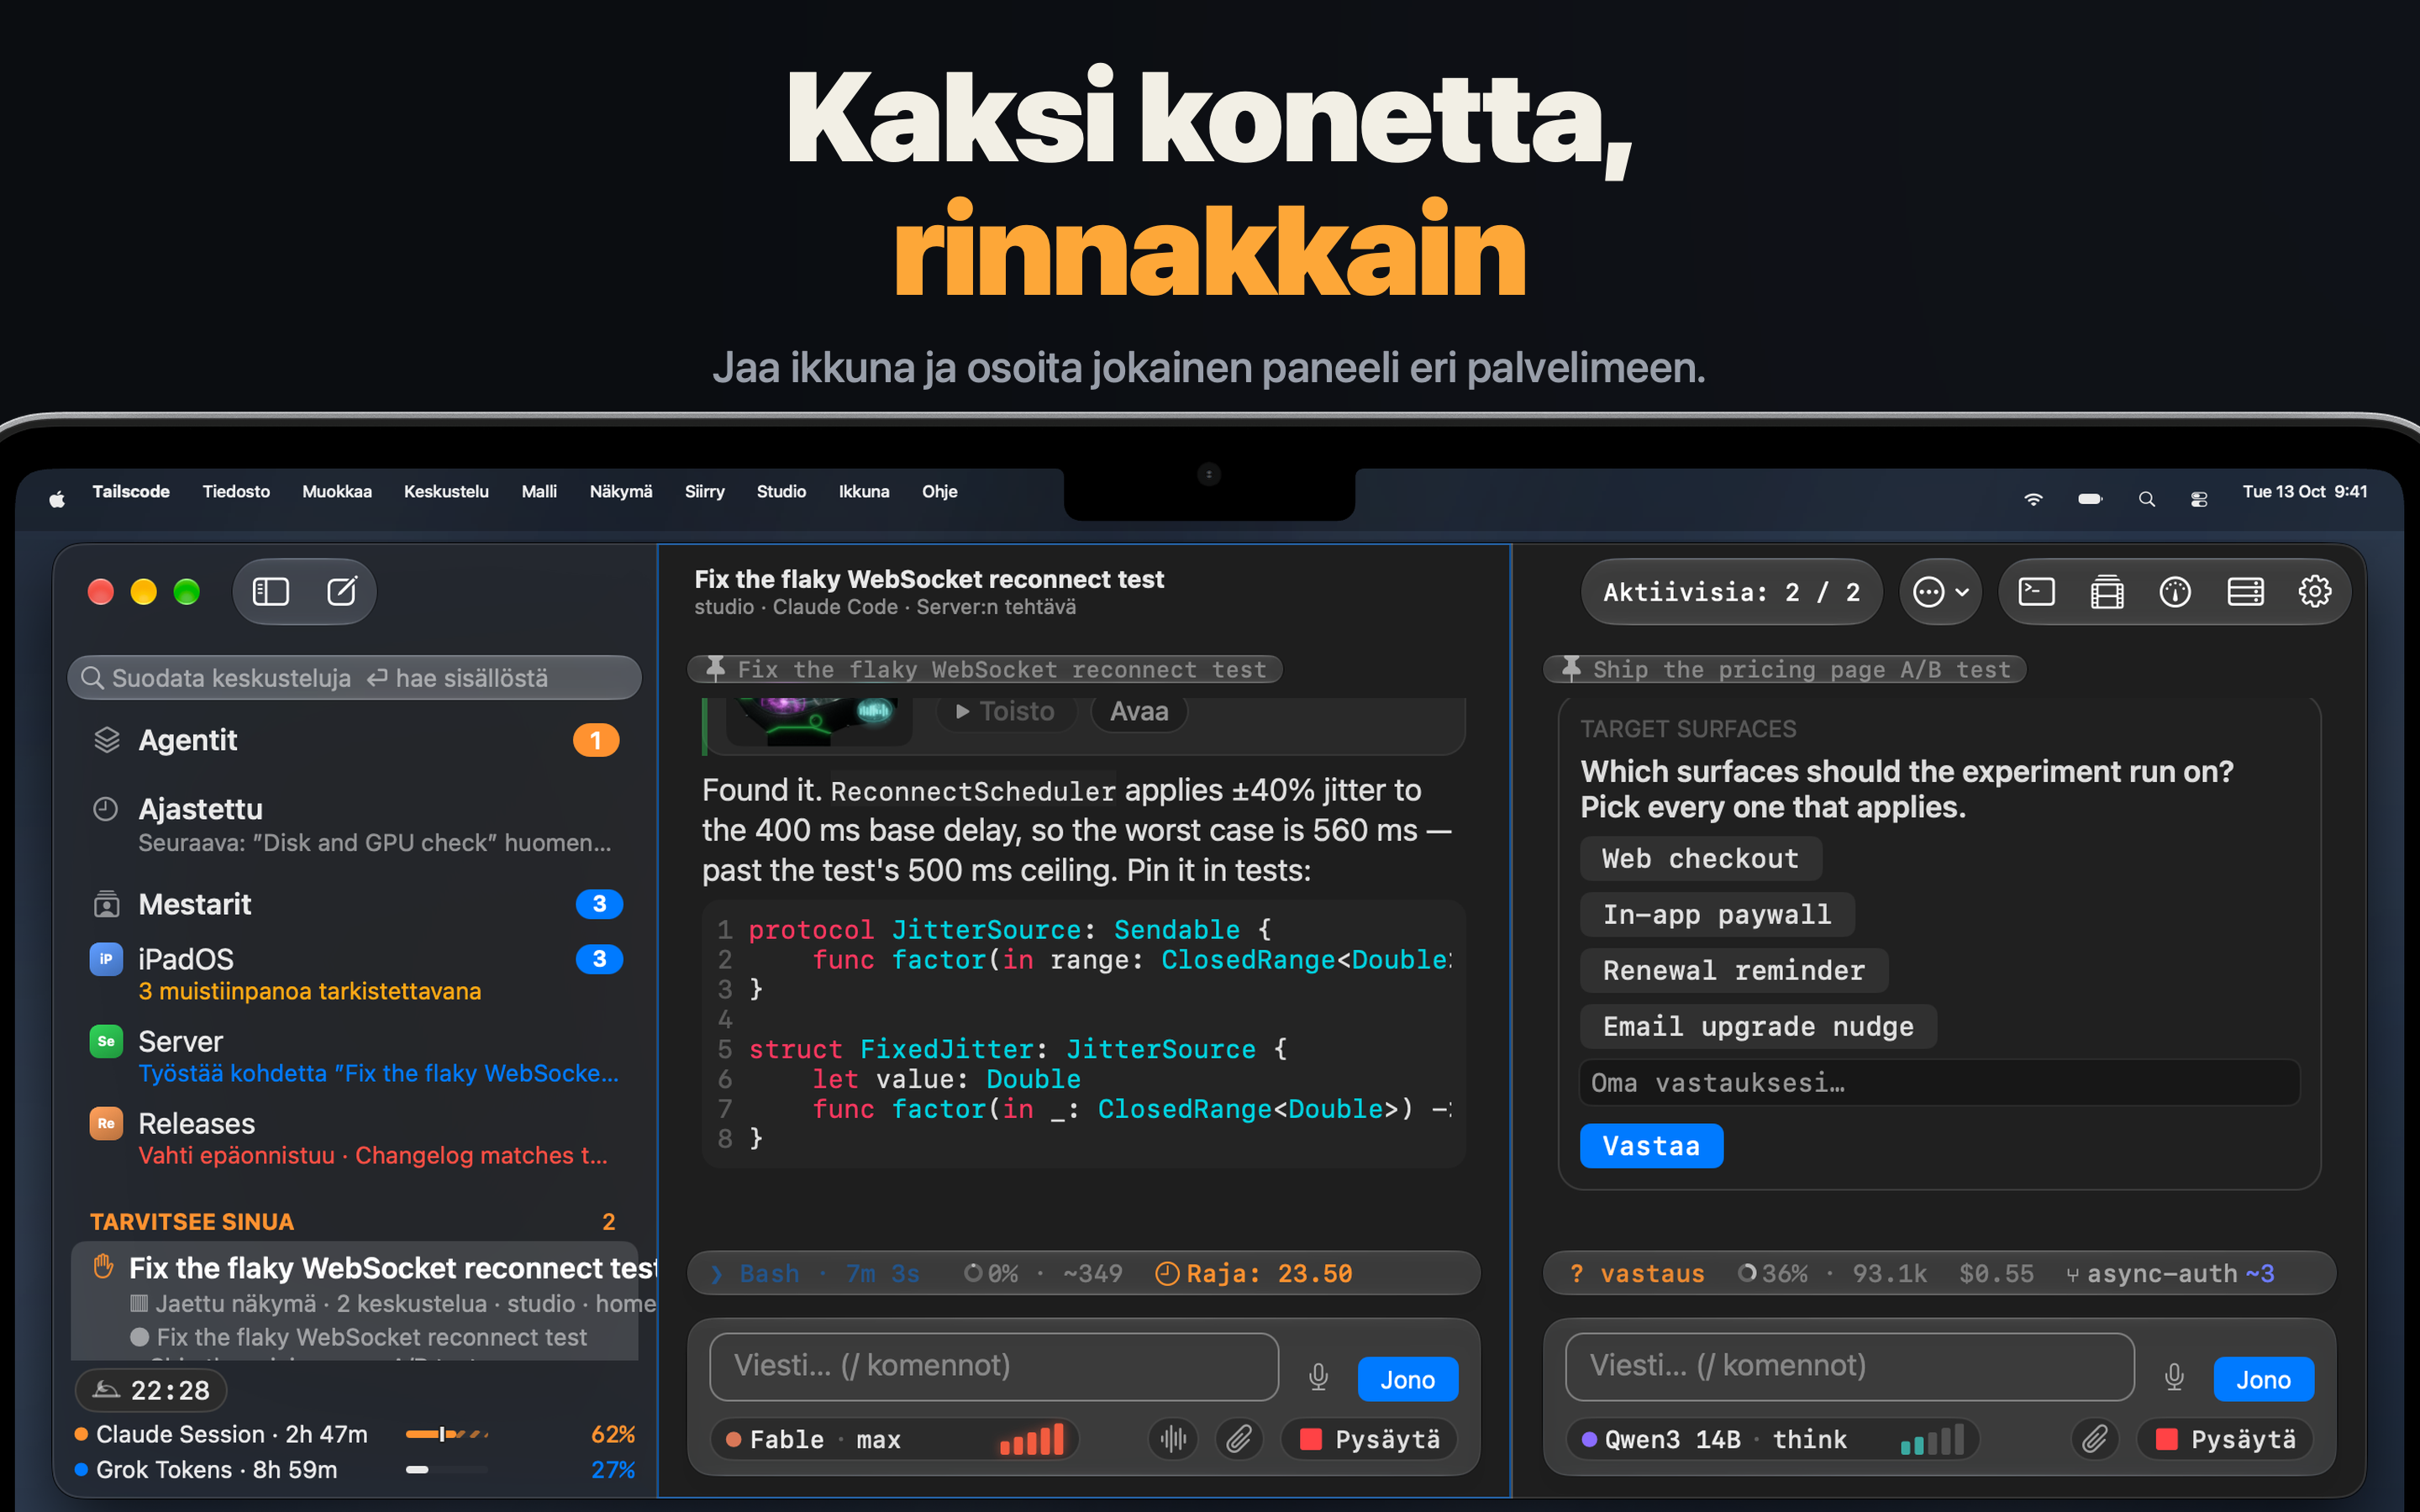 Kaksi konetta,
rinnakkain
Jaa ikkuna ja osoita jokainen paneeli eri palvelimeen.
Tailscode Tiedosto Muokkaa Keskustelu Malli Näkymä Siirry Studio Ikkuna Ohje
Tue 13 Oct 9:41
Suodata keskusteluja ⏎ hae sisällöstä
Agentit 1
Ajastettu
Seuraava: "Disk and GPU check" huomen...
Mestarit 3
iP iPadOS 3
3 muistiinpanoa tarkistettavana
Se Server
Työstää kohdetta "Fix the flaky WebSocke...
Re Releases
Vahti epäonnistuu · Changelog matches t...
TARVITSEE SINUA 2
Fix the flaky WebSocket reconnect test
Jaettu näkymä · 2 keskustelua · studio · home
Fix the flaky WebSocket reconnect test
22:28
Claude Session · 2h 47m 62%
Grok Tokens · 8h 59m 27%
Fix the flaky WebSocket reconnect test
studio · Claude Code · Server:n tehtävä
Fix the flaky WebSocket reconnect test
Toisto Avaa
Found it. ReconnectScheduler applies ±40% jitter to
the 400 ms base delay, so the worst case is 560 ms —
past the test's 500 ms ceiling. Pin it in tests:
1 protocol JitterSource: Sendable {
2 func factor(in range: ClosedRange<Double
3 }
4
5 struct FixedJitter: JitterSource {
6 let value: Double
7 func factor(in _: ClosedRange<Double>) -
8 }
❯ Bash · 7m 3s 0% · ~349 Raja: 23.50
Viesti... (/ komennot)
Jono
Fable · max
Pysäytä
Aktiivisia: 2 / 2
Ship the pricing page A/B test
TARGET SURFACES
Which surfaces should the experiment run on?
Pick every one that applies.
Web checkout
In-app paywall
Renewal reminder
Email upgrade nudge
Oma vastauksesi…
Vastaa
? vastaus 36% · 93.1k $0.55 async-auth ~3
Viesti... (/ komennot)
Jono
Qwen3 14B · think
Pysäytä